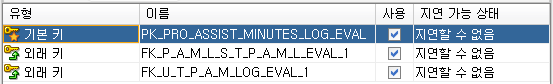 유형 이름 사용 지연 가능 상태
기본 키 PK_PRO_ASSIST_MINUTES_LOG_EVAL 지연할 수 없음
외래 키 FK_P_A_M_L_S_T_P_A_M_L_EVAL_1 지연할 수 없음
외래 키 FK_U_T_P_A_M_LOG_EVAL_1 지연할 수 없음